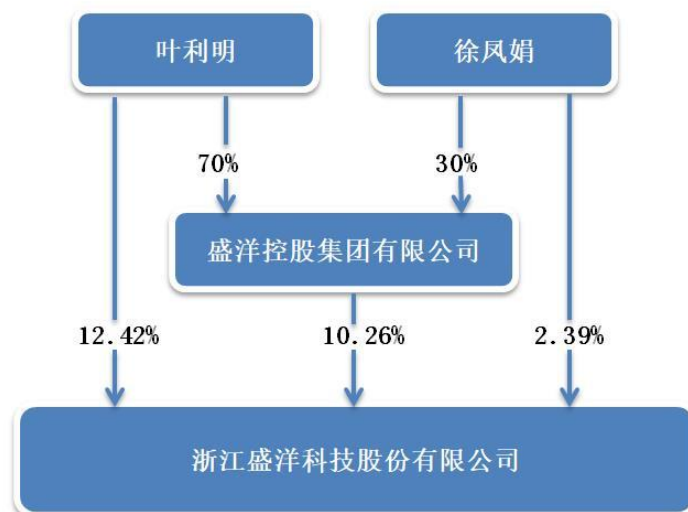 叶利明
徐凤娟
70%
30%
盛洋控股集团有限公司
12.42%
10.26%
2.39%
浙江盛洋科技股份有限公司